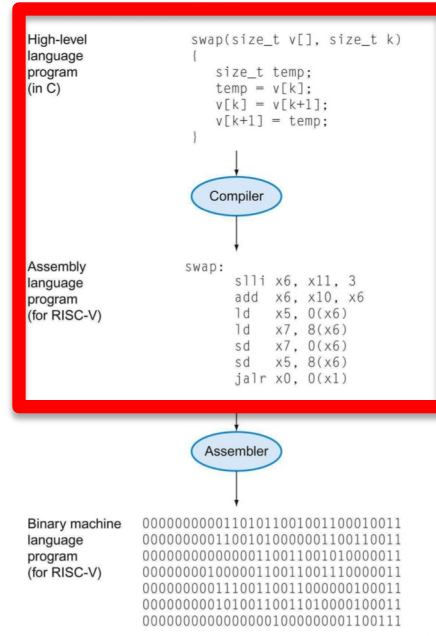 High-level swap(size_t v[], size_t k)
language {
program size_t temp;
(in C) temp = v[k];
v[k] = v[k+1];
v[k+1] = temp;
}
Compiler
Assembly swap:
language slli x6, x11, 3
program add x6, x10, x6
(for RISC-V) ld x5, 0(x6)
ld x7, 8(x6)
sd x7, 0(x6)
sd x5, 8(x6)
jalr x0, 0(x1)
Assembler
Binary machine 00000000001101011001001100010011
language 00000000011001010000001100110011
program 00000000000000110011001010000011
(for RISC-V) 00000000100000110011001110000011
00000000011100110011000000100011
00000000010100110011010000100011
00000000000000001000000001100111